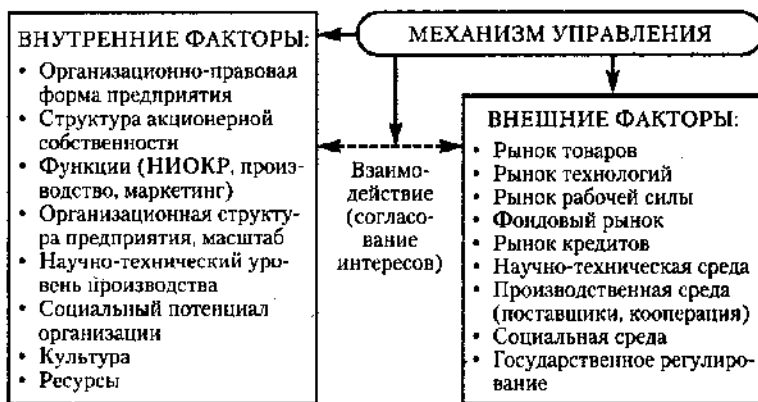 МЕХАНИЗМ УПРАВЛЕНИЯ
ВНУТРЕННИЕ ФАКТОРЫ:
• Организационно-правовая
форма предприятия
• Структура акционерной
собственности
• Функции (НИОКР, произ-
водство, маркетинг)
• Организационная структу-
ра предприятия, масштаб
• Научно-технический уро-
вень производства
• Социальный потенциал
организации
• Культура
• Ресурсы
Взаимо-
действие
(согласо-
вание
интересов)
ВНЕШНИЕ ФАКТОРЫ:
• Рынок товаров
• Рынок технологий
• Рынок рабочей силы
• Фондовый рынок
• Рынок кредитов
• Научно-техническая среда
• Производственная среда
(поставщики, кооперация)
• Социальная среда
• Государственное регулиро-
вание